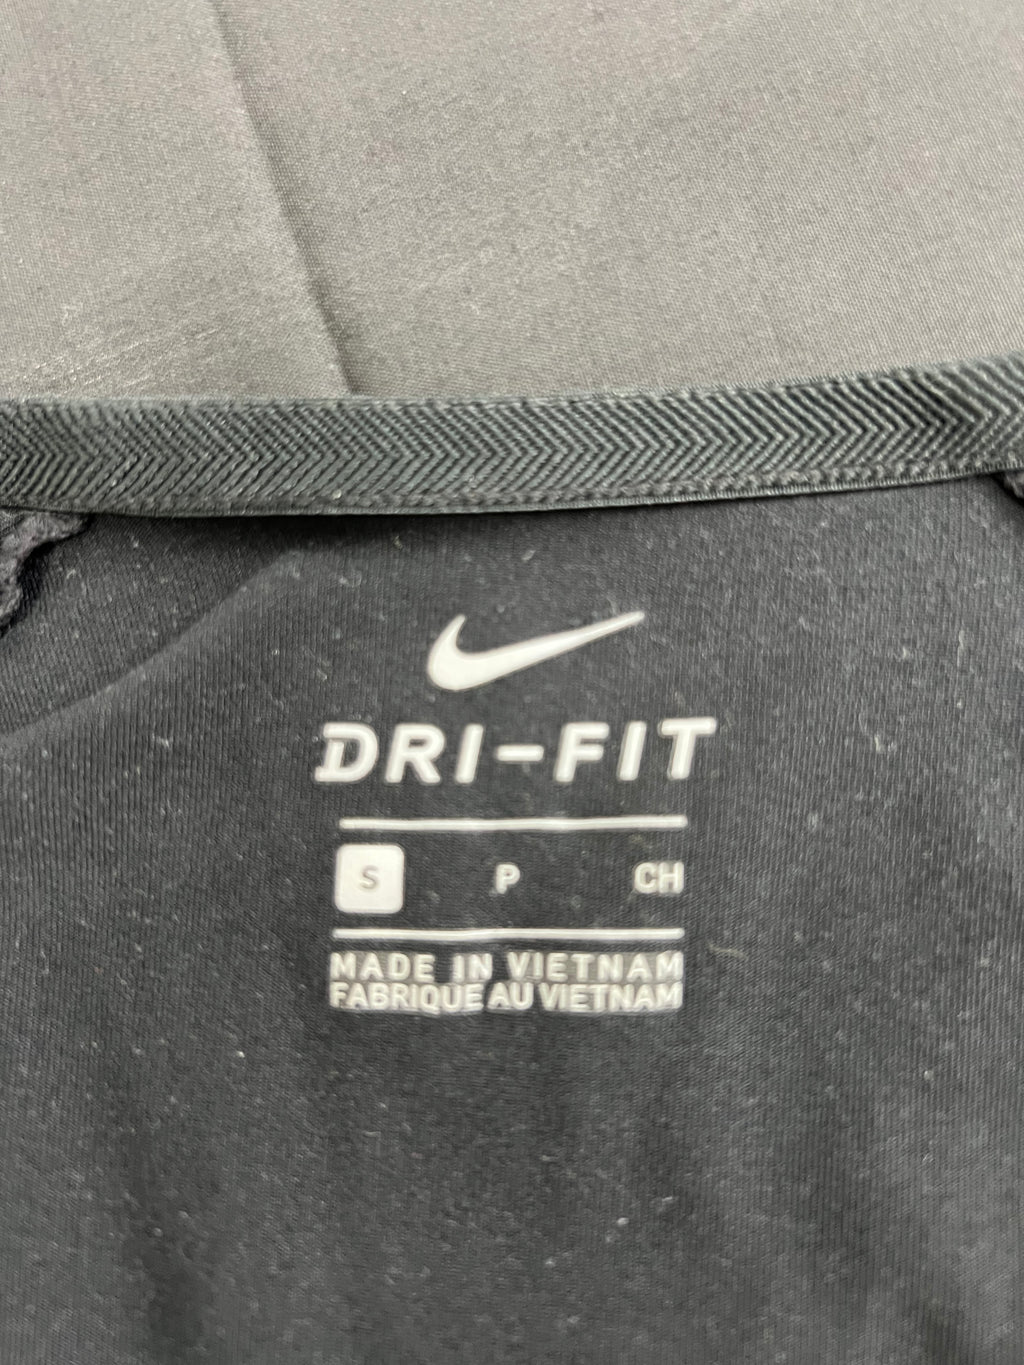 DRI-FIT
S P CH
MADE IN VIETNAM
FABRIQUE AU VIETNAM